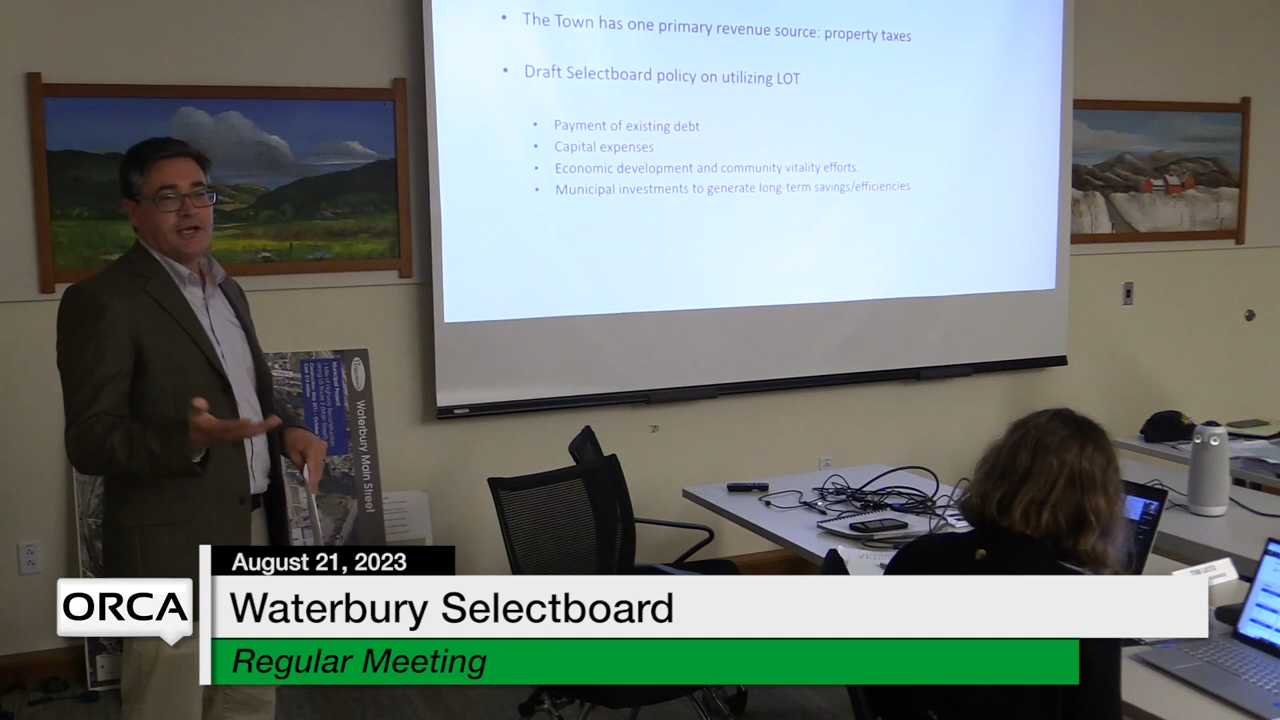 • The Town has one primary revenue source: property taxes
• Draft Selectboard policy on utilizing LOT
• Payment of existing debt
• Capital expenses
• Economic development and community vitality efforts.
• Municipal investments to generate long-term savings/efficiencies
Waterbury Main Street
Municipal Project
August 21, 2023
ORCA
Waterbury Selectboard
Regular Meeting